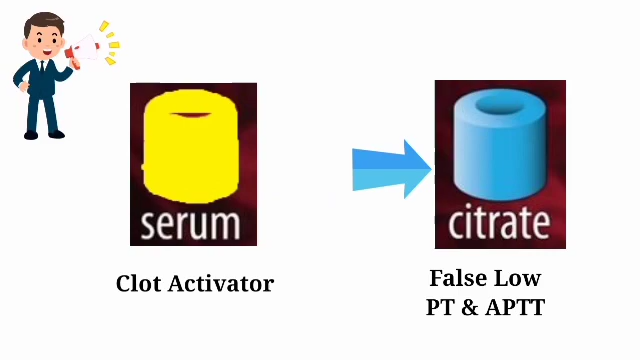 serum
citrate
Clot Activator
False Low
PT & APTT